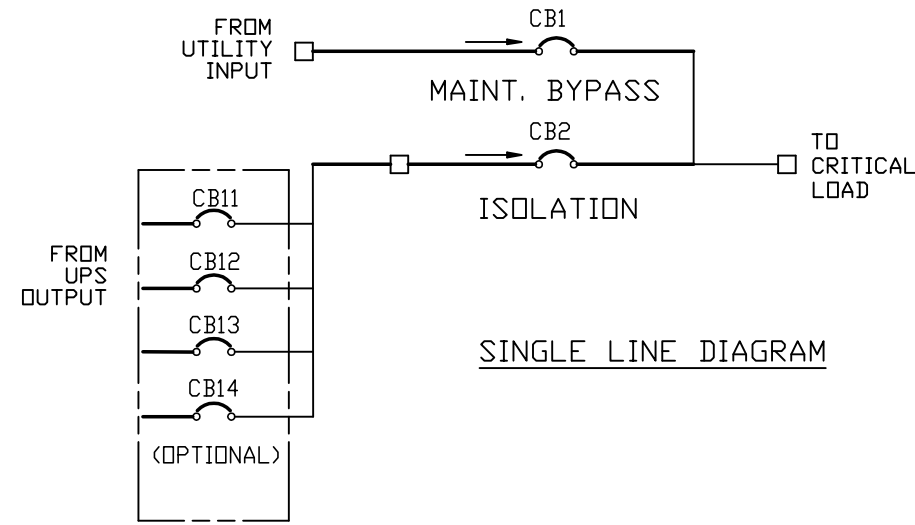 FROM
UTILITY
INPUT
CB1
MAINT. BYPASS
CB2
ISOLATION
TO
CRITICAL
LOAD
FROM
UPS
OUTPUT
CB11
CB12
CB13
CB14
(OPTIONAL)
SINGLE LINE DIAGRAM